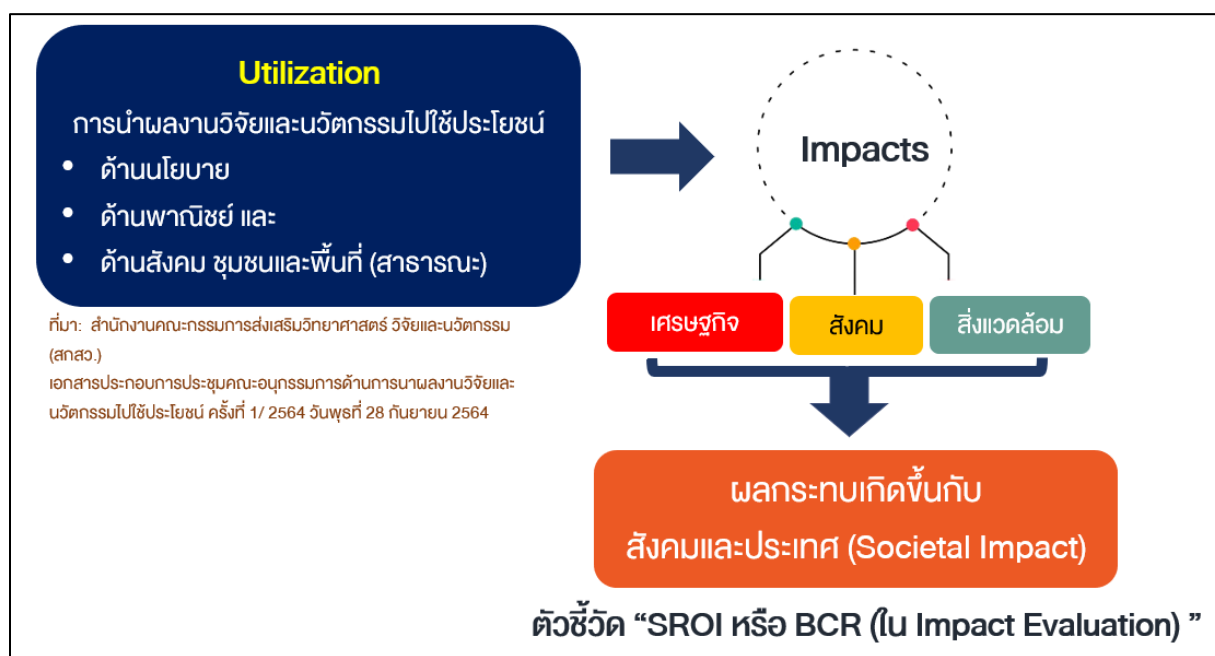 Utilization
การนำผลงานวิจัยและนวัตกรรมไปใช้ประโยชน์
• ด้านนโยบาย
• ด้านพาณิชย์ และ
• ด้านสังคม ชุมชนและพื้นที่ (สาธารณะ)
ที่มา: สำนักงานคณะกรรมการส่งเสริมวิทยาศาสตร์ วิจัยและนวัตกรรม
(สกสว.)
เอกสารประกอบการประชุมคณะอนุกรรมการด้านการนาผลงานวิจัยและ
นวัตกรรมไปใช้ประโยชน์ ครั้งที่ 1/ 2564 วันพุธที่ 28 กันยายน 2564
Impacts
เศรษฐกิจ
สังคม
สิ่งแวดล้อม
ผลกระทบเกิดขึ้นกับ
สังคมและประเทศ (Societal Impact)
ตัวชี้วัด “SROI หรือ BCR (ใน Impact Evaluation) ”